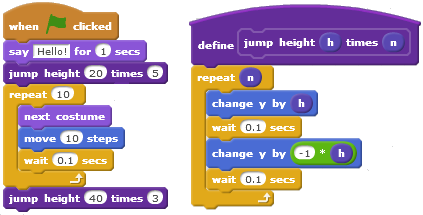 when clicked
say Hello! for 1 secs
jump height 20 times 5
repeat 10
next costume
move 10 steps
wait 0.1 secs
jump height 40 times 3
define jump height h times n
repeat n
change y by h
wait 0.1 secs
change y by -1 * h
wait 0.1 secs